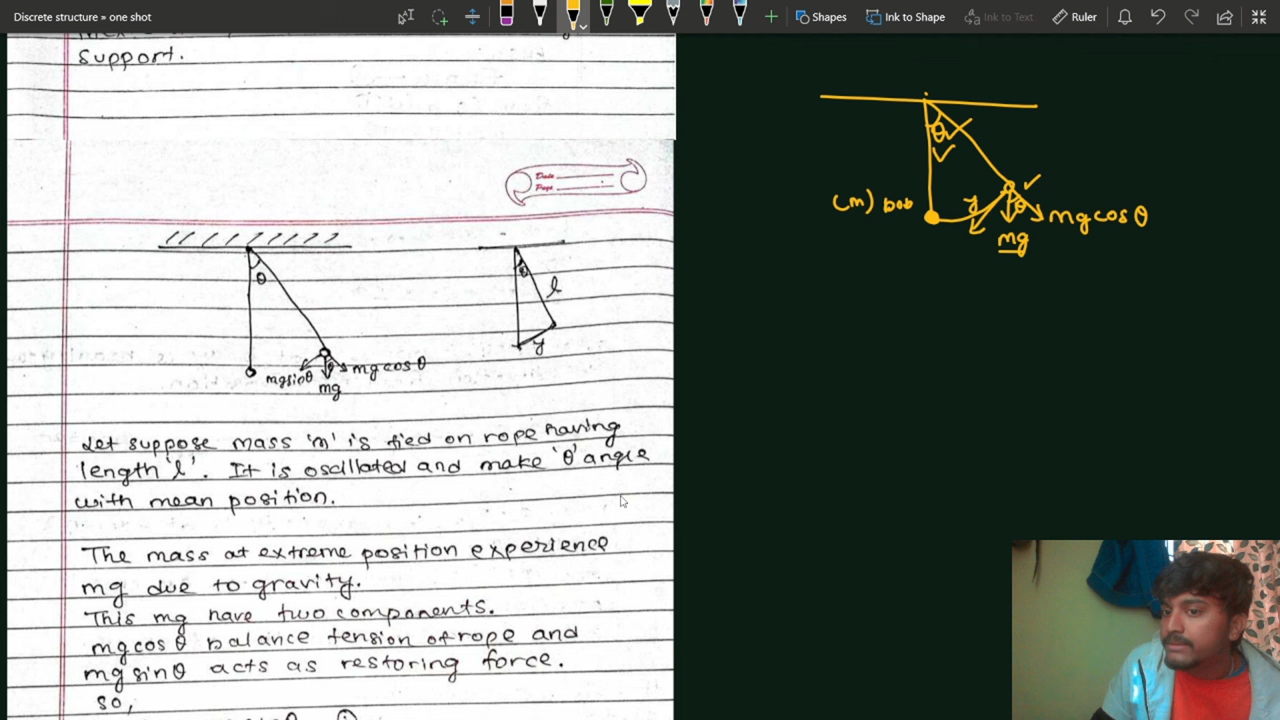 Discrete structure » one shot
Shapes
Ink to Shape
Ink to Text
Ruler
Support.
Date
Page
θ
mgsinθ
mg
mgcosθ
θ
l
y
Let suppose mass 'm' is tied on rope having
length 'l'. It is oscillated and make 'θ' angle
with mean position.
The mass at extreme position experience
mg due to gravity.
This mg have two components.
mgcosθ balance tension of rope and
mgsinθ acts as restoring force.
so,
θ
(m) bob
y
θ
mgcosθ
mg